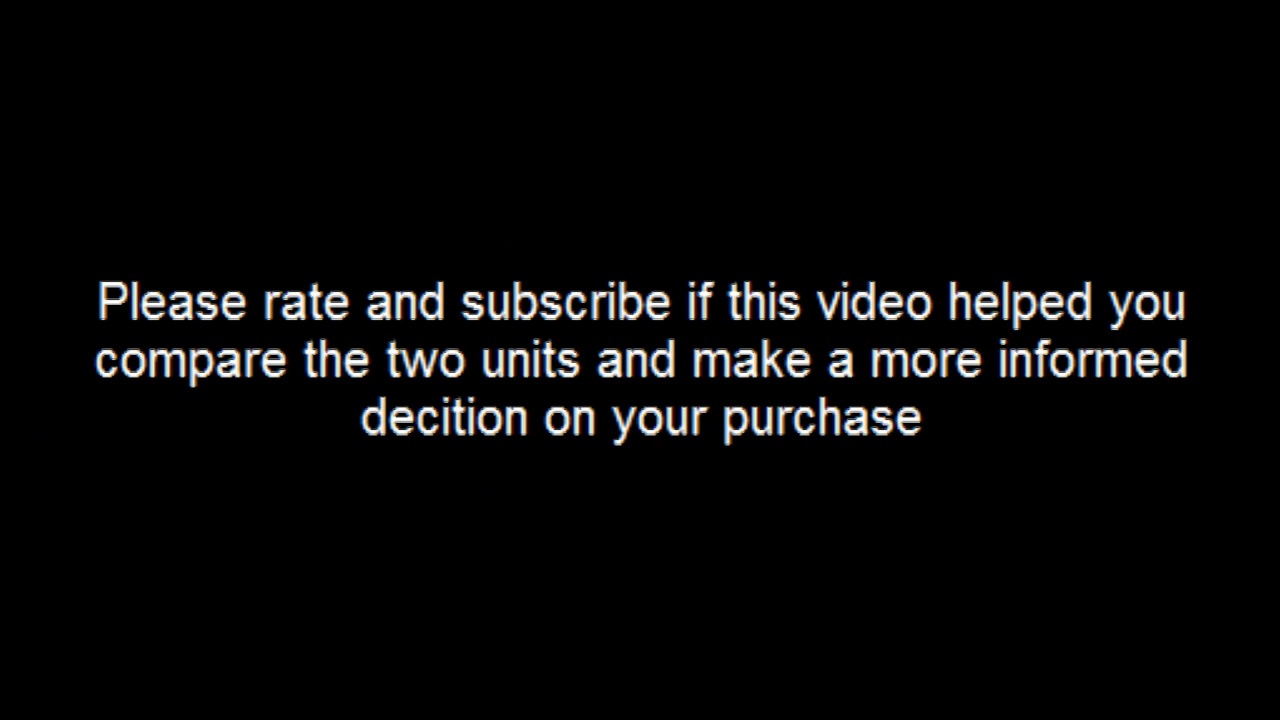 Please rate and subscribe if this video helped you
compare the two units and make a more informed
decition on your purchase